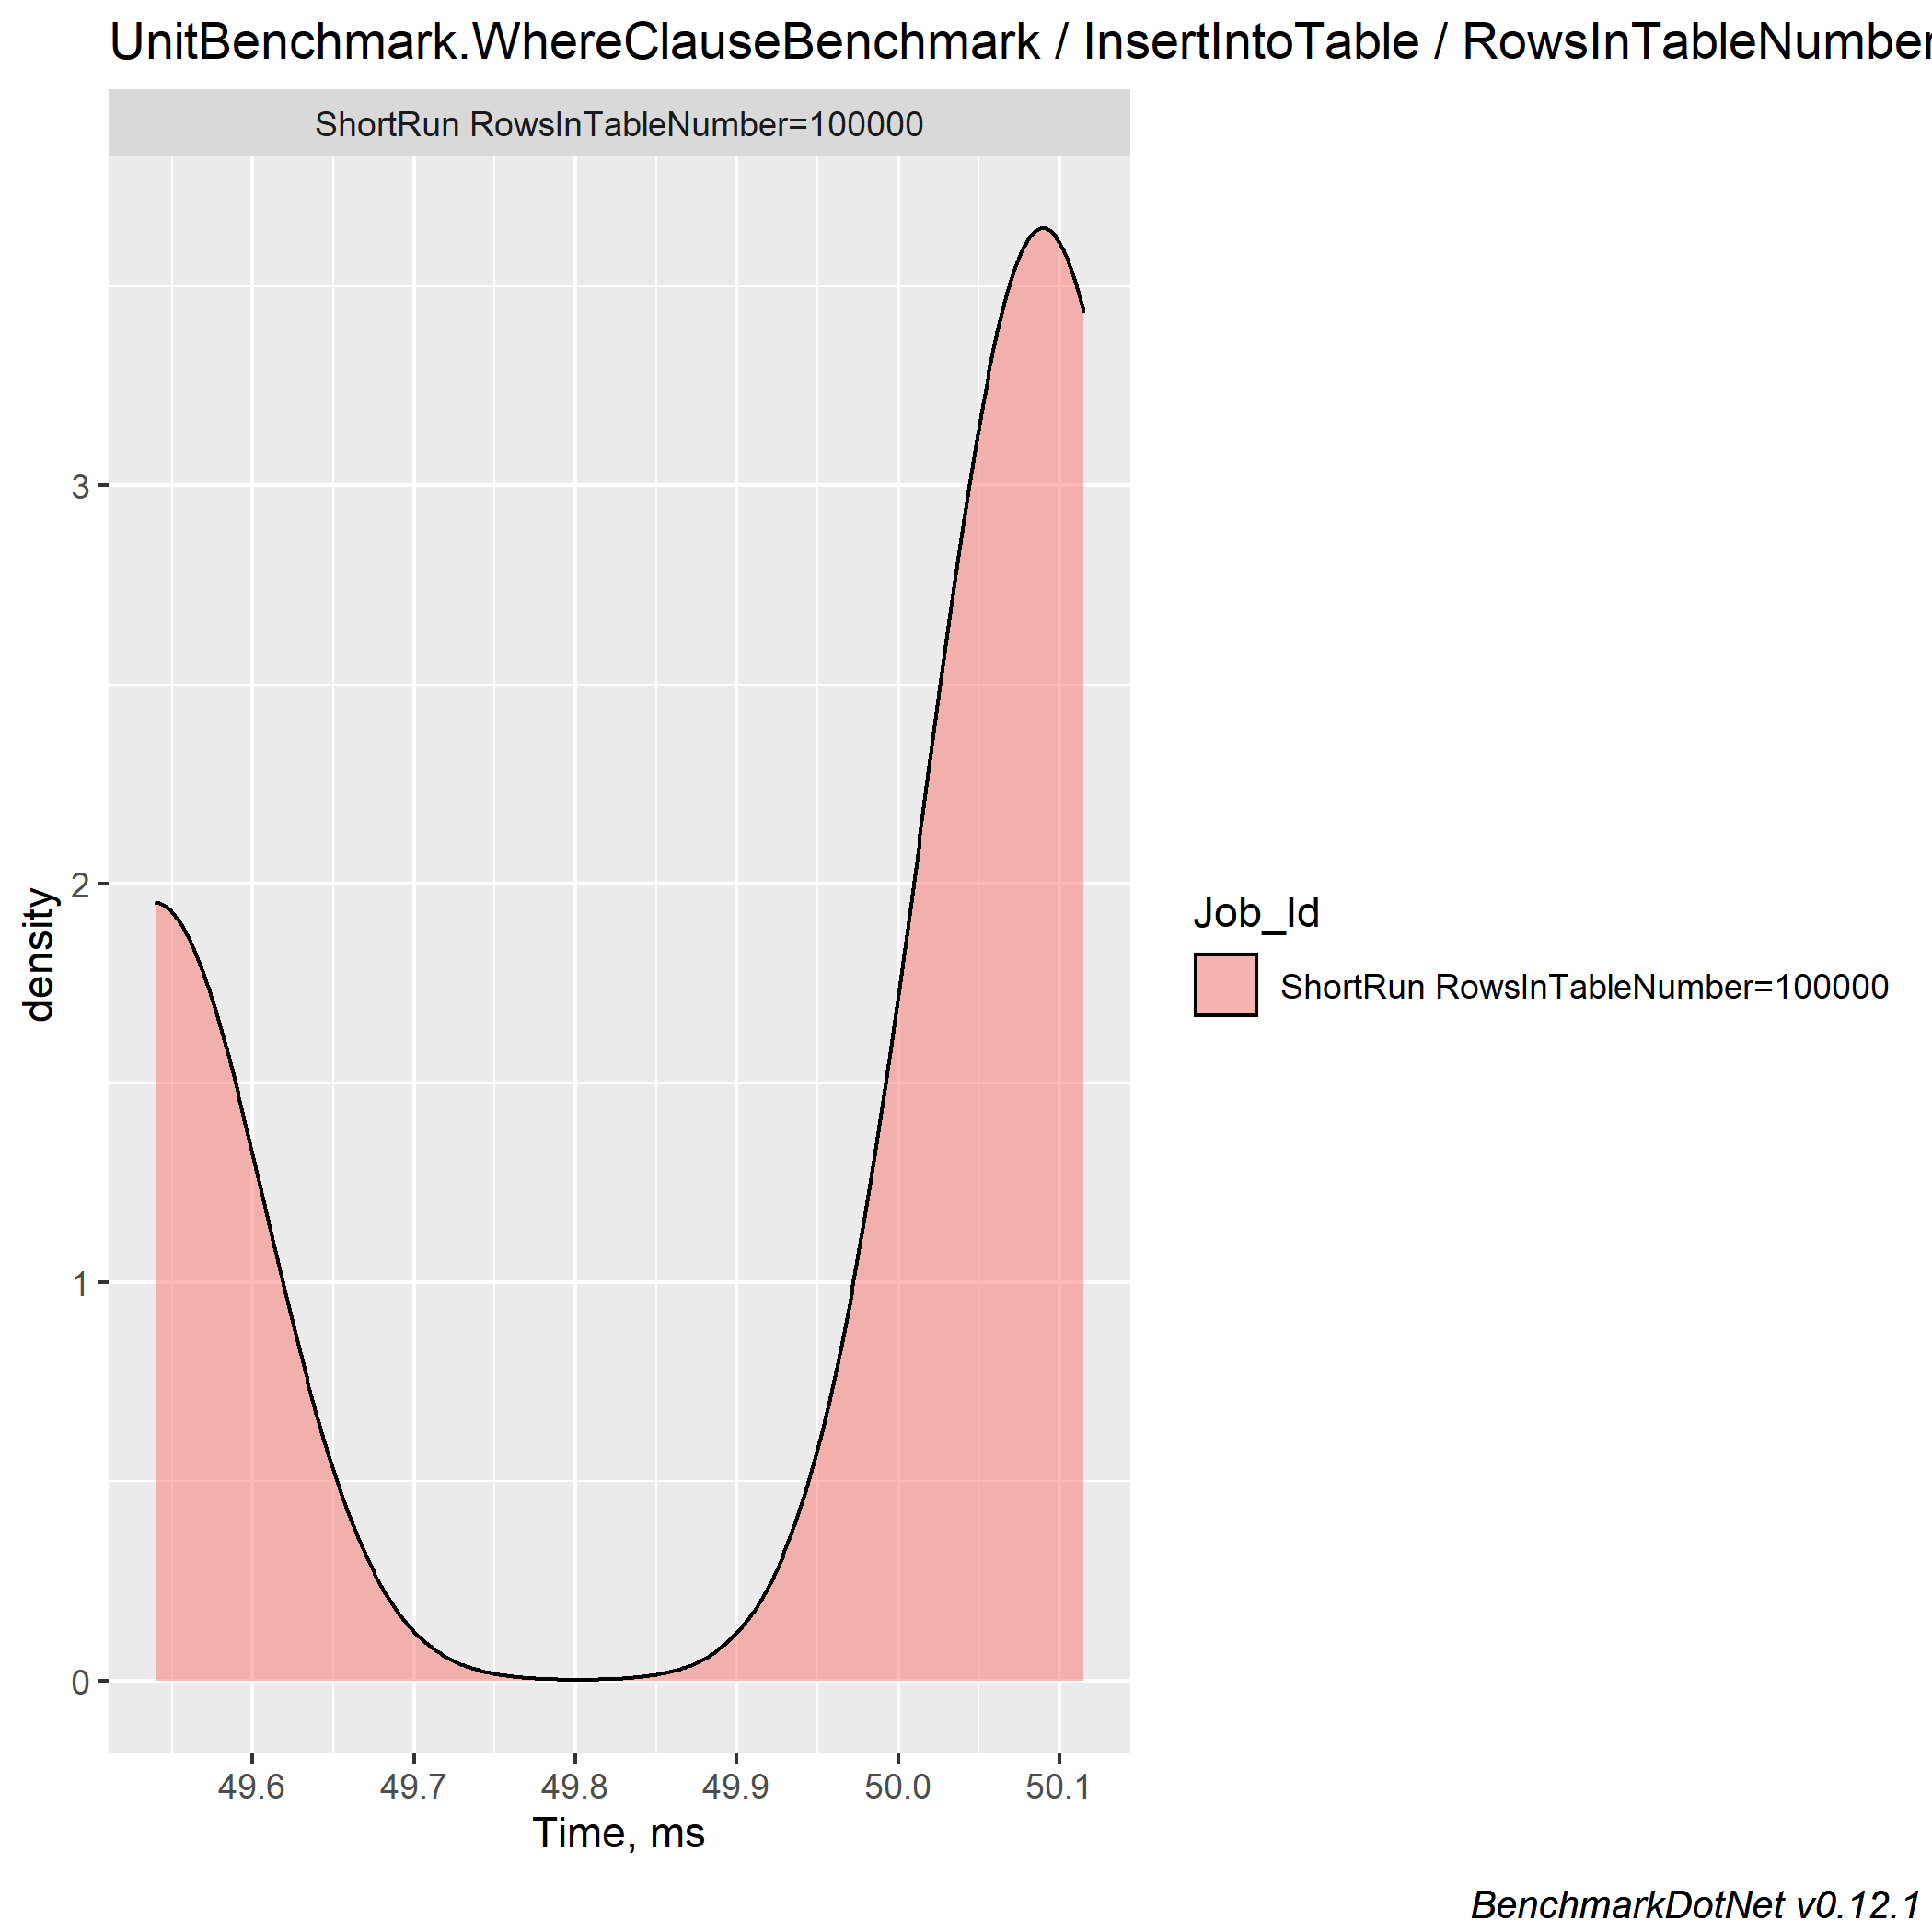 UnitBenchmark.WhereClauseBenchmark / InsertIntoTable / RowsInTableNumber
ShortRun RowsInTableNumber=100000
3
2
1
0
density
49.6 49.7 49.8 49.9 50.0 50.1
Time, ms
Job_Id
ShortRun RowsInTableNumber=100000
BenchmarkDotNet v0.12.1